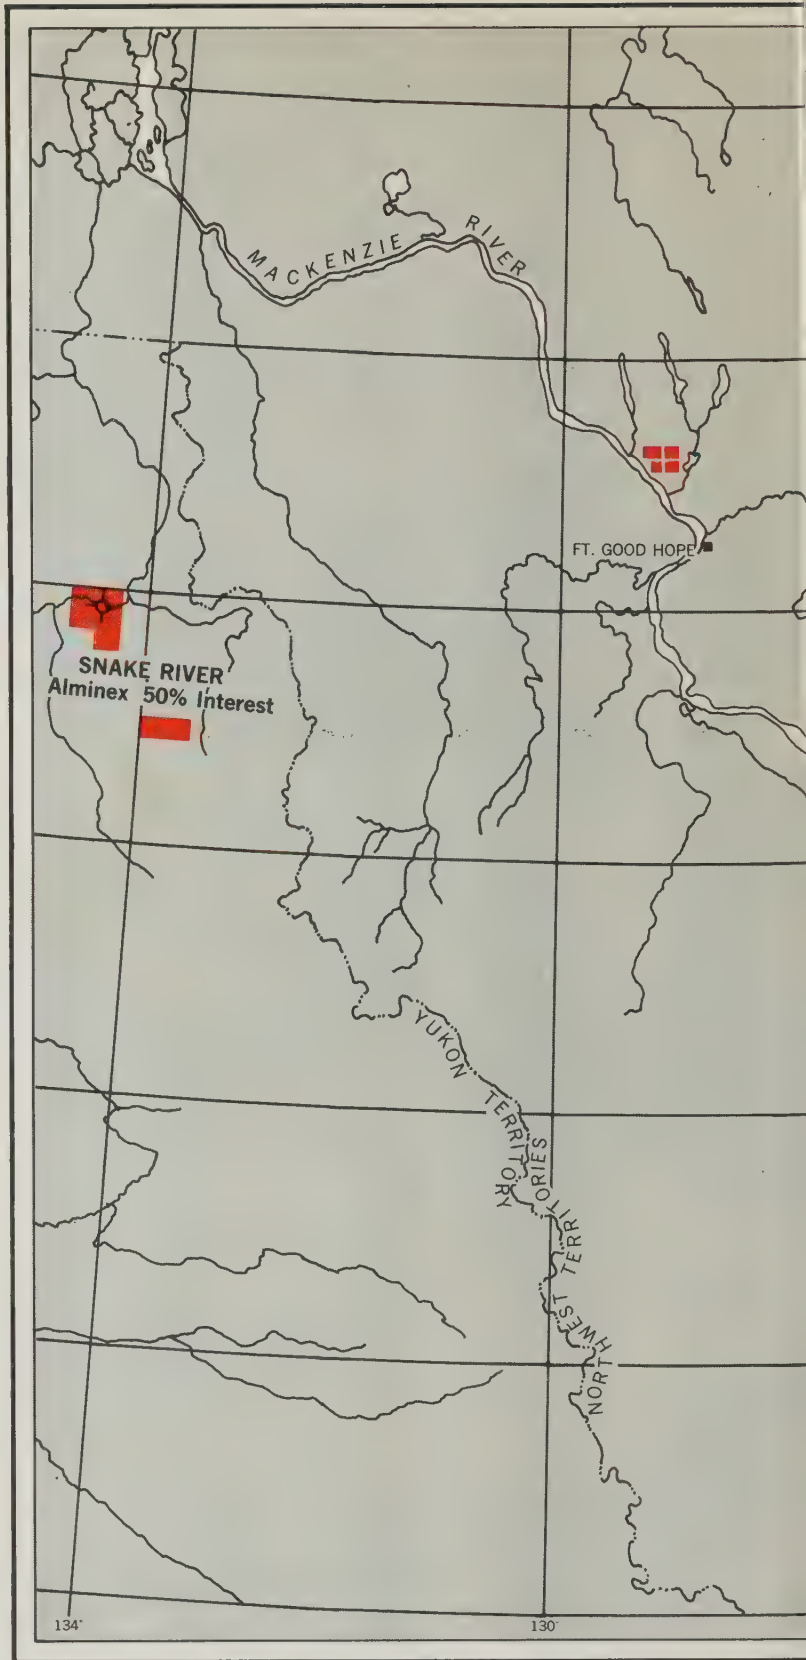 MACKENZIE RIVER
FT. GOOD HOPE
SNAKE RIVER
Alminex 50% Interest
YUKON TERRITORY
NORTHWEST TERRITORIES
134°
130°